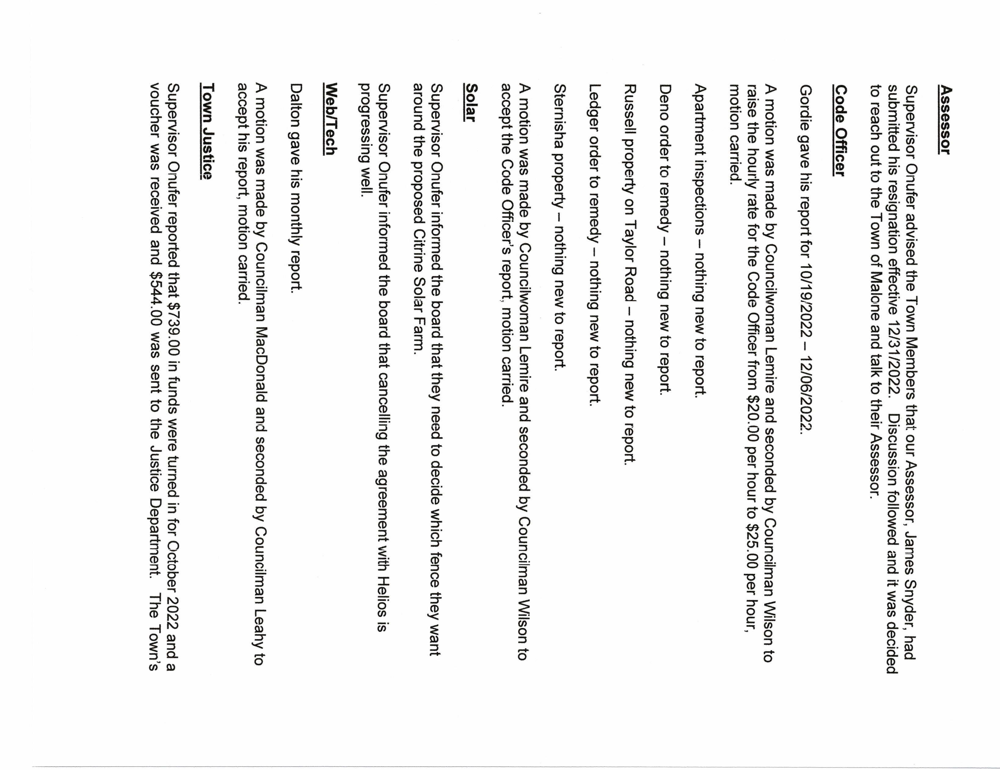 Assessor
Supervisor Onufer advised the Town Members that our Assessor, James Snyder, had
submitted his resignation effective 12/31/2022. Discussion followed and it was decided
to reach out to the Town of Malone and talk to their Assessor.
Code Officer
Gordie gave his report for 10/19/2022 – 12/06/2022.
A motion was made by Councilwoman Lemire and seconded by Councilman Wilson to
raise the hourly rate for the Code Officer from $20.00 per hour to $25.00 per hour,
motion carried.
Apartment inspections – nothing new to report.
Deno order to remedy – nothing new to report.
Russell property on Taylor Road – nothing new to report.
Ledger order to remedy – nothing new to report.
Sternisha property – nothing new to report.
A motion was made by Councilwoman Lemire and seconded by Councilman Wilson to
accept the Code Officer's report, motion carried.
Solar
Supervisor Onufer informed the board that they need to decide which fence they want
around the proposed Citrine Solar Farm.
Supervisor Onufer informed the board that cancelling the agreement with Helios is
progressing well.
Web/Tech
Dalton gave his monthly report.
A motion was made by Councilman MacDonald and seconded by Councilman Leahy to
accept his report, motion carried.
Town Justice
Supervisor Onufer reported that $739.00 in funds were turned in for October 2022 and a
voucher was received and $544.00 was sent to the Justice Department. The Town's